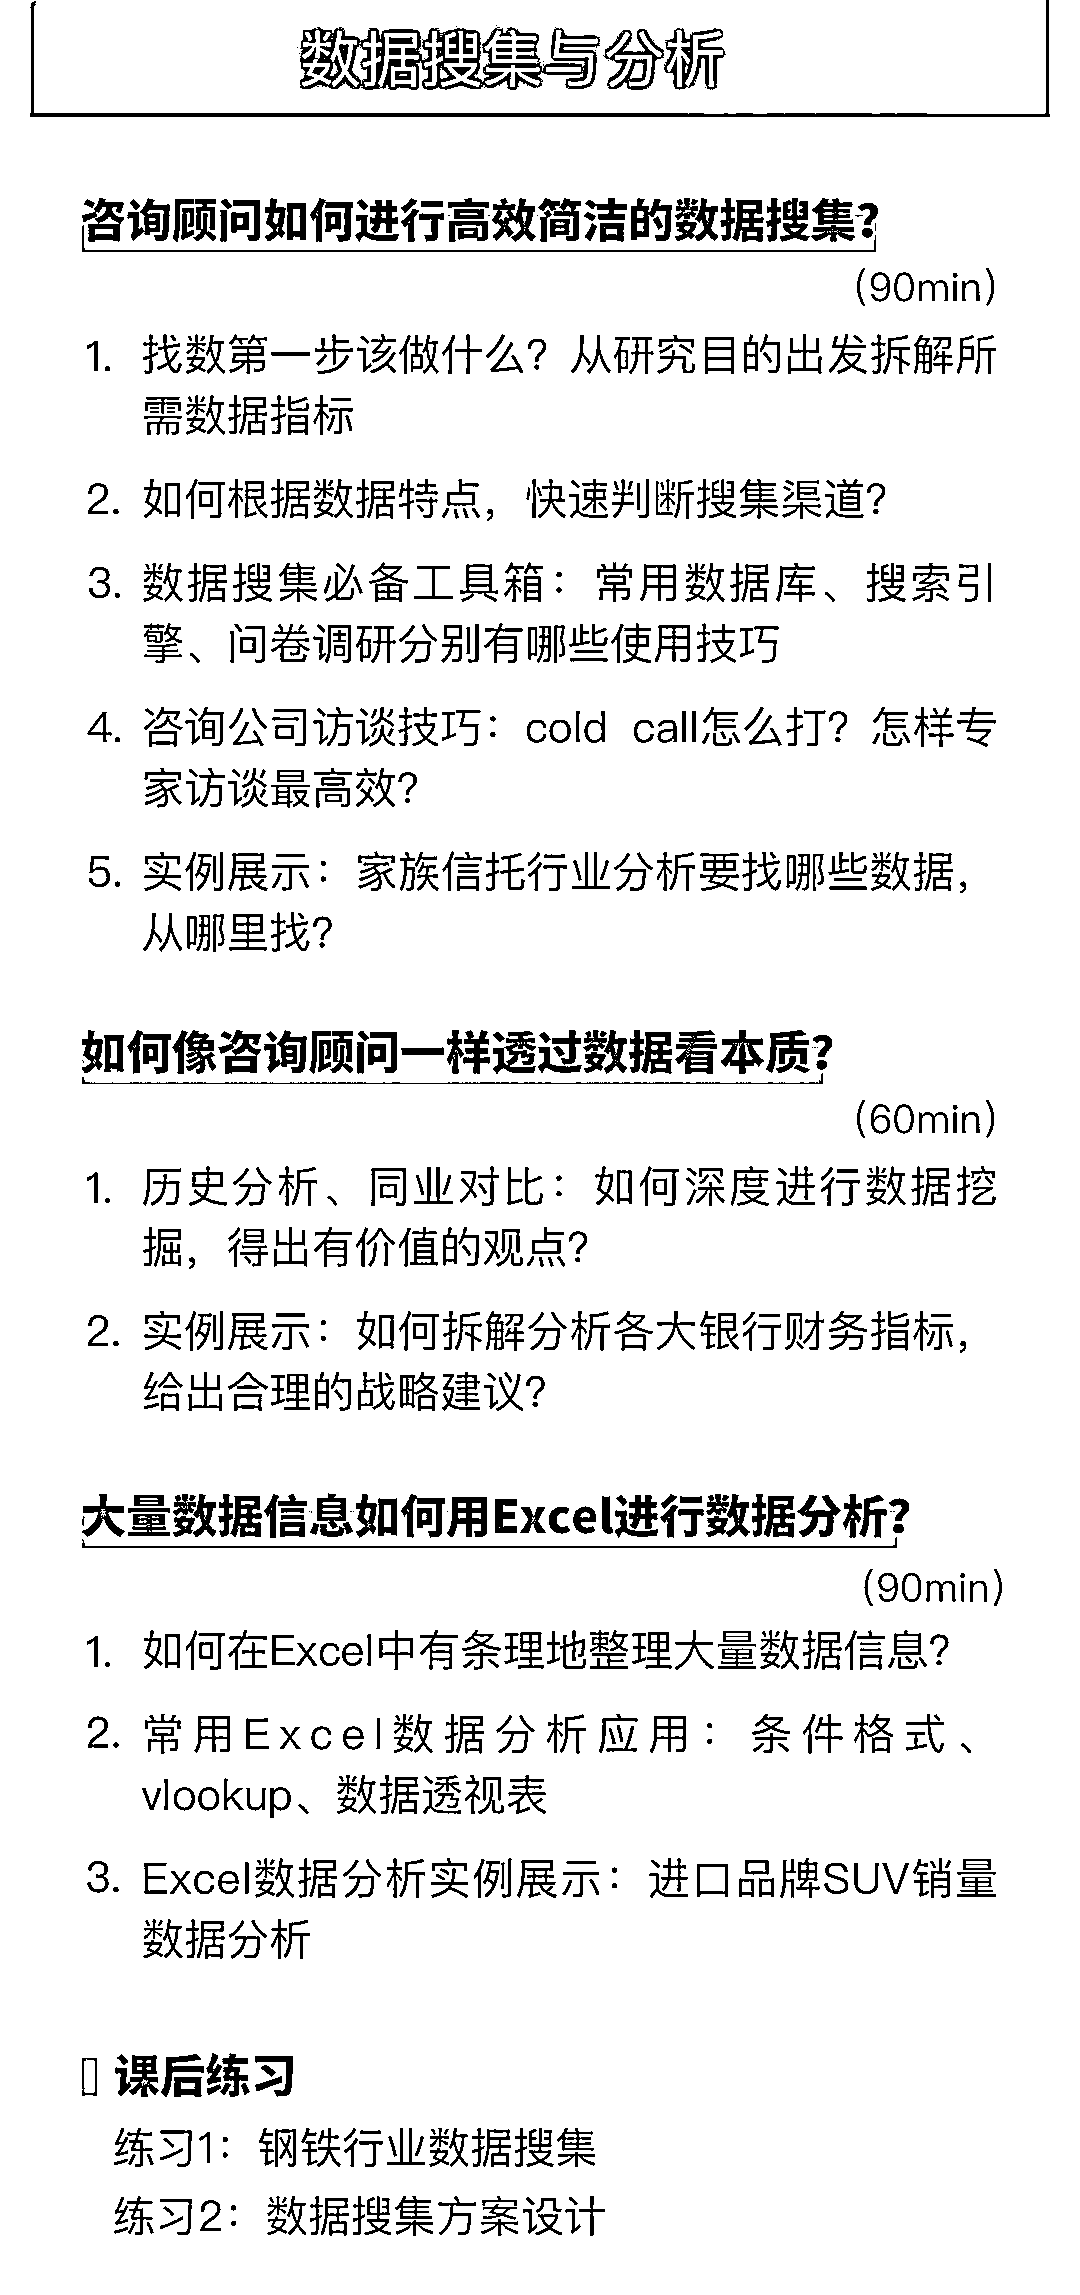 数据搜集与分析
咨询顾问如何进行高效简洁的数据搜集？
（90min）
1. 找数第一步该做什么？从研究目的出发拆解所
需数据指标
2. 如何根据数据特点，快速判断搜集渠道？
3. 数据搜集必备工具箱：常用数据库、搜索引
擎、问卷调研分别有哪些使用技巧
4. 咨询公司访谈技巧：cold call怎么打？怎样专
家访谈最高效？
5. 实例展示：家族信托行业分析要找哪些数据，
从哪里找？
如何像咨询顾问一样透过数据看本质？
（60min）
1. 历史分析、同业对比：如何深度进行数据挖
掘，得出有价值的观点？
2. 实例展示：如何拆解分析各大银行财务指标，
给出合理的战略建议？
大量数据信息如何用Excel进行数据分析？
（90min）
1. 如何在Excel中有条理地整理大量数据信息？
2. 常用Excel数据分析应用：条件格式、
vlookup、数据透视表
3. Excel数据分析实例展示：进口品牌SUV销量
数据分析
课后练习
练习1：钢铁行业数据搜集
练习2：数据搜集方案设计